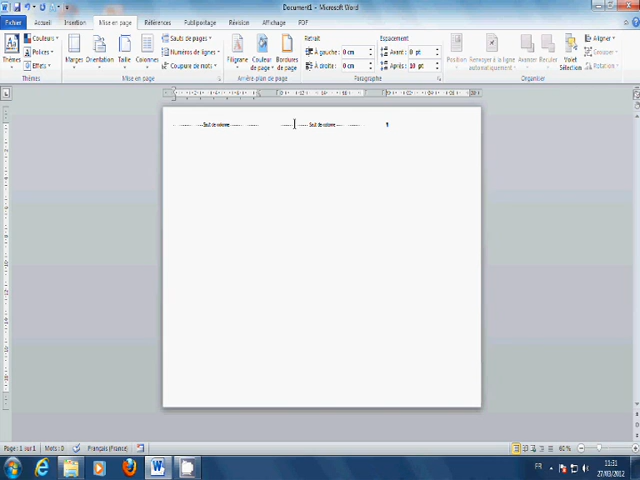 Document1 - Microsoft Word
Fichier Accueil Insertion Mise en page Références Publipostage Révision Affichage PDF
Thèmes Couleurs Polices Effets
Marges Orientation Taille Colonnes
Sauts de pages
Numéros de lignes
Coupure de mots
Filigrane Couleur de page Bordures de page
Retrait
À gauche : 0 cm
À droite : 0 cm
Espacement
Avant : 0 pt
Après : 10 pt
Position Renvoyer à la ligne automatiquement Avancer Reculer Volet Sélection
Aligner
Grouper
Rotation
Thèmes Mise en page Arrière-plan de page Paragraphe Organiser
Saut de colonne Saut de colonne ¶
Page : 1 sur 1 Mots : 0 Français (France) 60 %
FR 11:31
27/03/2012